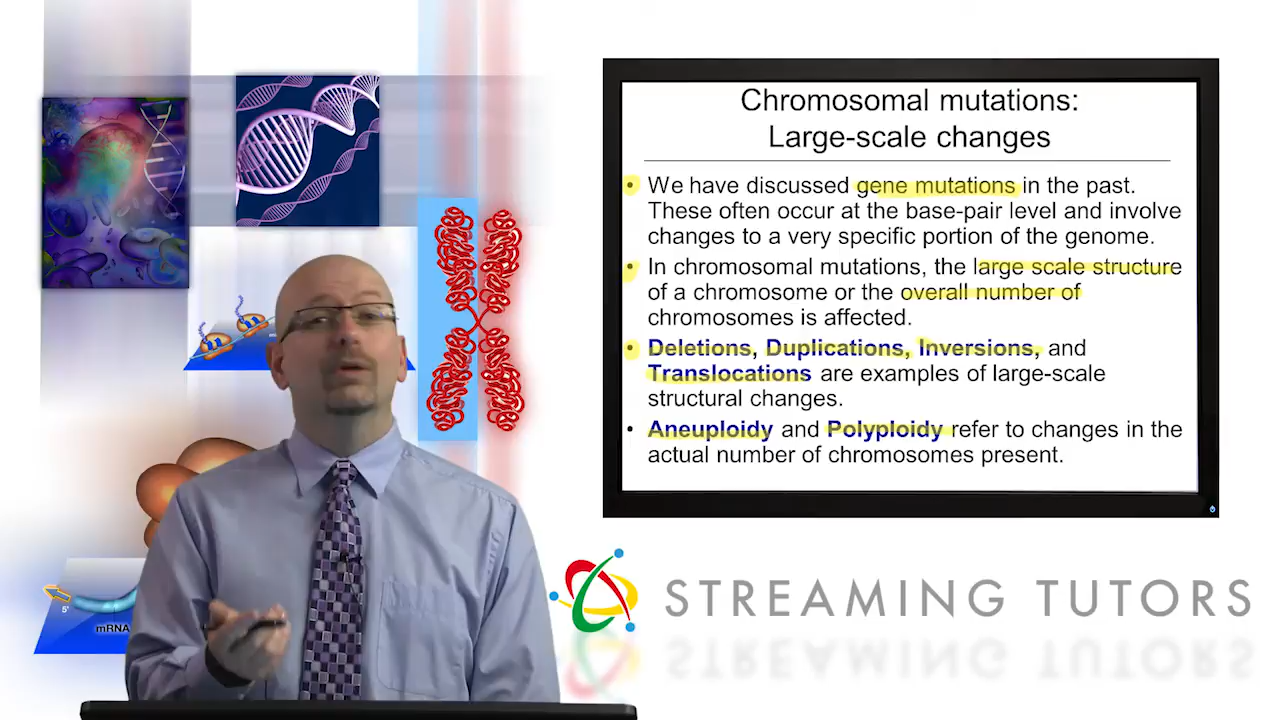 Chromosomal mutations:
Large-scale changes
• We have discussed gene mutations in the past.
These often occur at the base-pair level and involve
changes to a very specific portion of the genome.
• In chromosomal mutations, the large scale structure
of a chromosome or the overall number of
chromosomes is affected.
• Deletions, Duplications, Inversions, and
Translocations are examples of large-scale
structural changes.
• Aneuploidy and Polyploidy refer to changes in the
actual number of chromosomes present.
STREAMING TUTORS
5'
mRNA